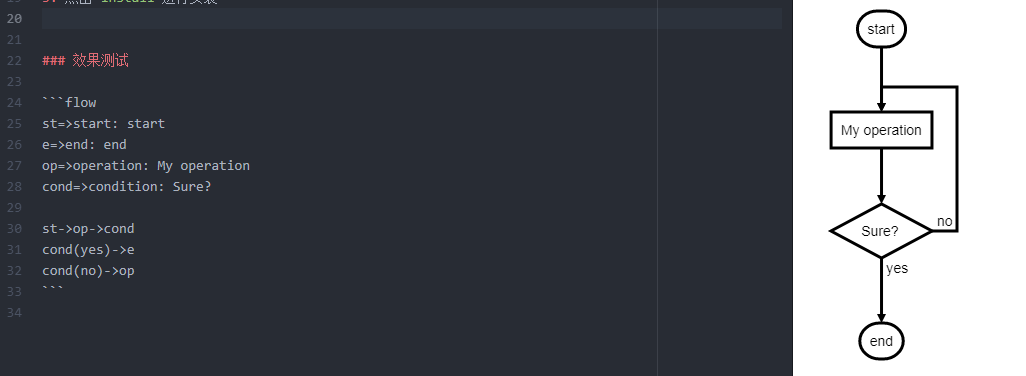 install
20
21
22 ### 效果测试
23
24 ```flow
25 st=>start: start
26 e=>end: end
27 op=>operation: My operation
28 cond=>condition: Sure?
29
30 st->op->cond
31 cond(yes)->e
32 cond(no)->op
33 ```
34
start
My operation
Sure?
no
yes
end